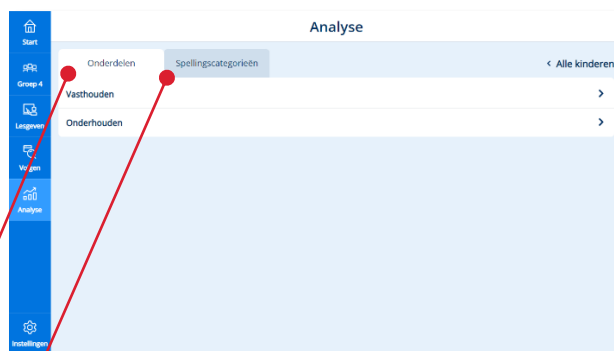 Analyse
Start
Groep 4
Lesgeven
Volgen
Analyse
Instellingen
Onderdelen
Spellingscategorieën
< Alle kinderen
Vasthouden >
Onderhouden >